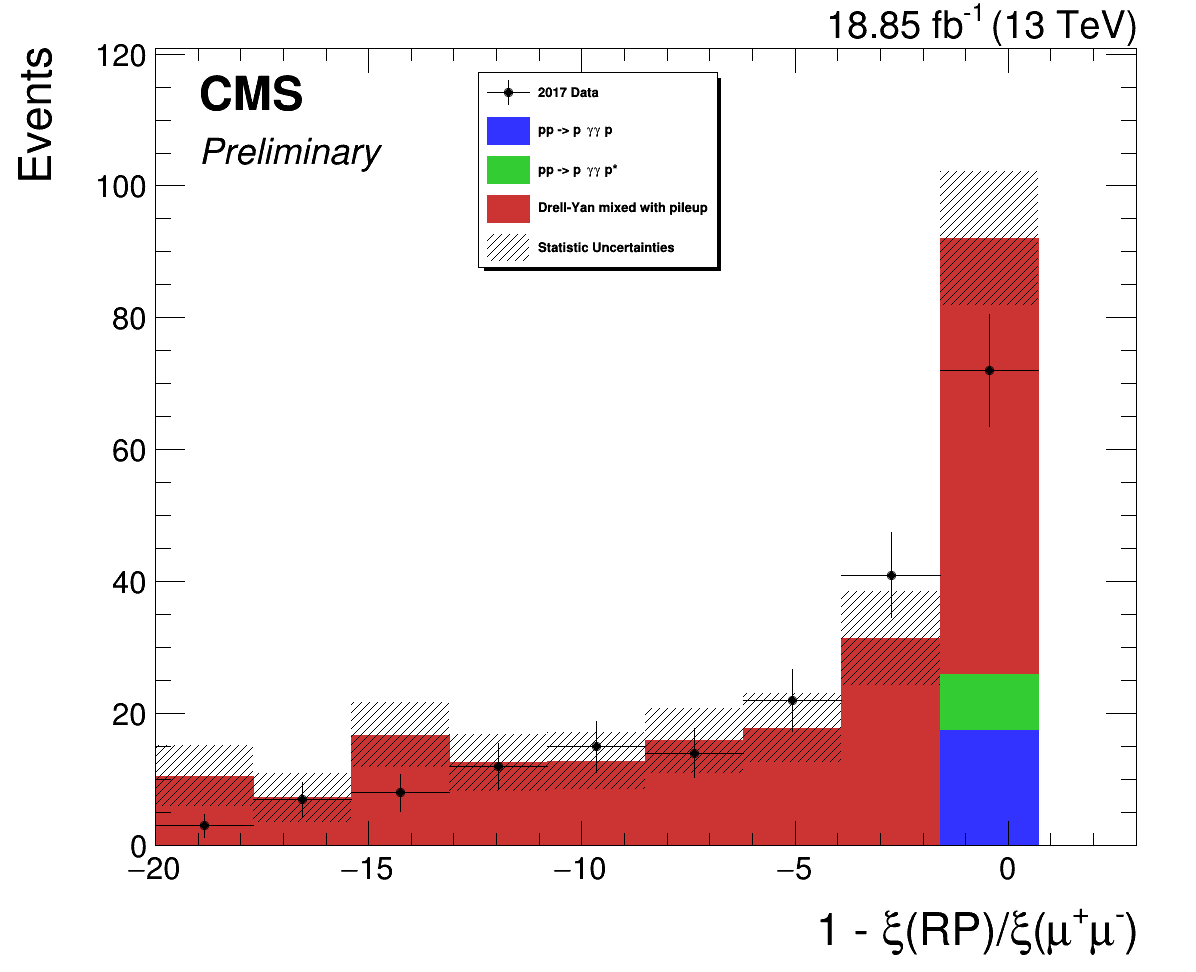 18.85 fb⁻¹ (13 TeV)
Events
CMS
Preliminary
2017 Data
pp -> p γγ p
pp -> p γγ p*
Drell-Yan mixed with pileup
Statistic Uncertainties
120
100
80
60
40
20
0
−20 −15 −10 −5 0
1 - ξ(RP)/ξ(μ⁺μ⁻)